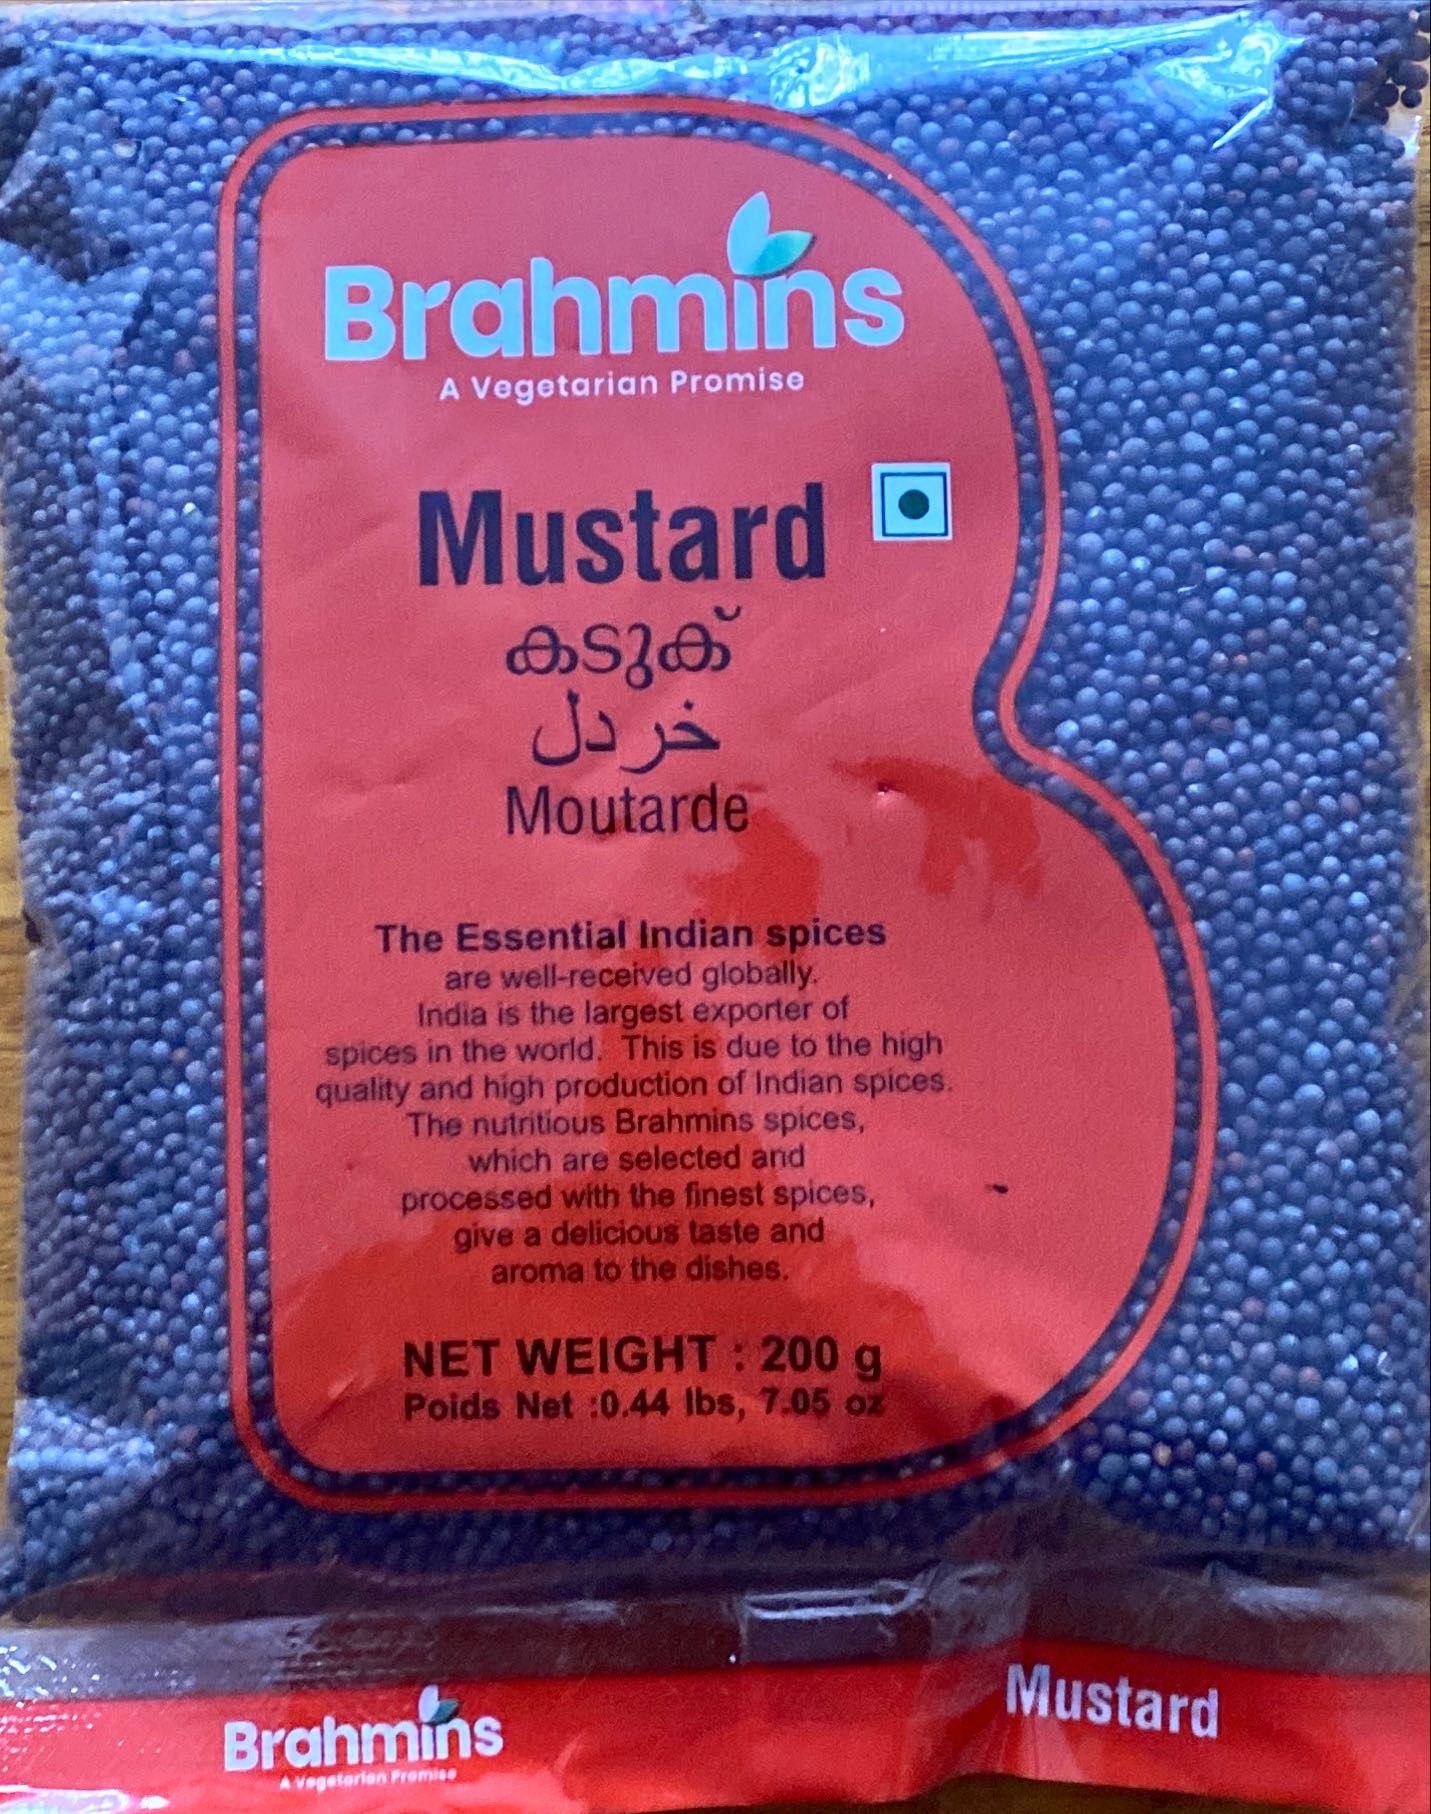 Brahmins
A Vegetarian Promise
Mustard
കടുക്
خردل
Moutarde
The Essential Indian spices
are well-received globally.
India is the largest exporter of
spices in the world. This is due to the high
quality and high production of Indian spices.
The nutritious Brahmins spices,
which are selected and
processed with the finest spices,
give a delicious taste and
aroma to the dishes.
NET WEIGHT : 200 g
Poids Net :0.44 lbs, 7.05 oz
Brahmins
A Vegetarian Promise
Mustard